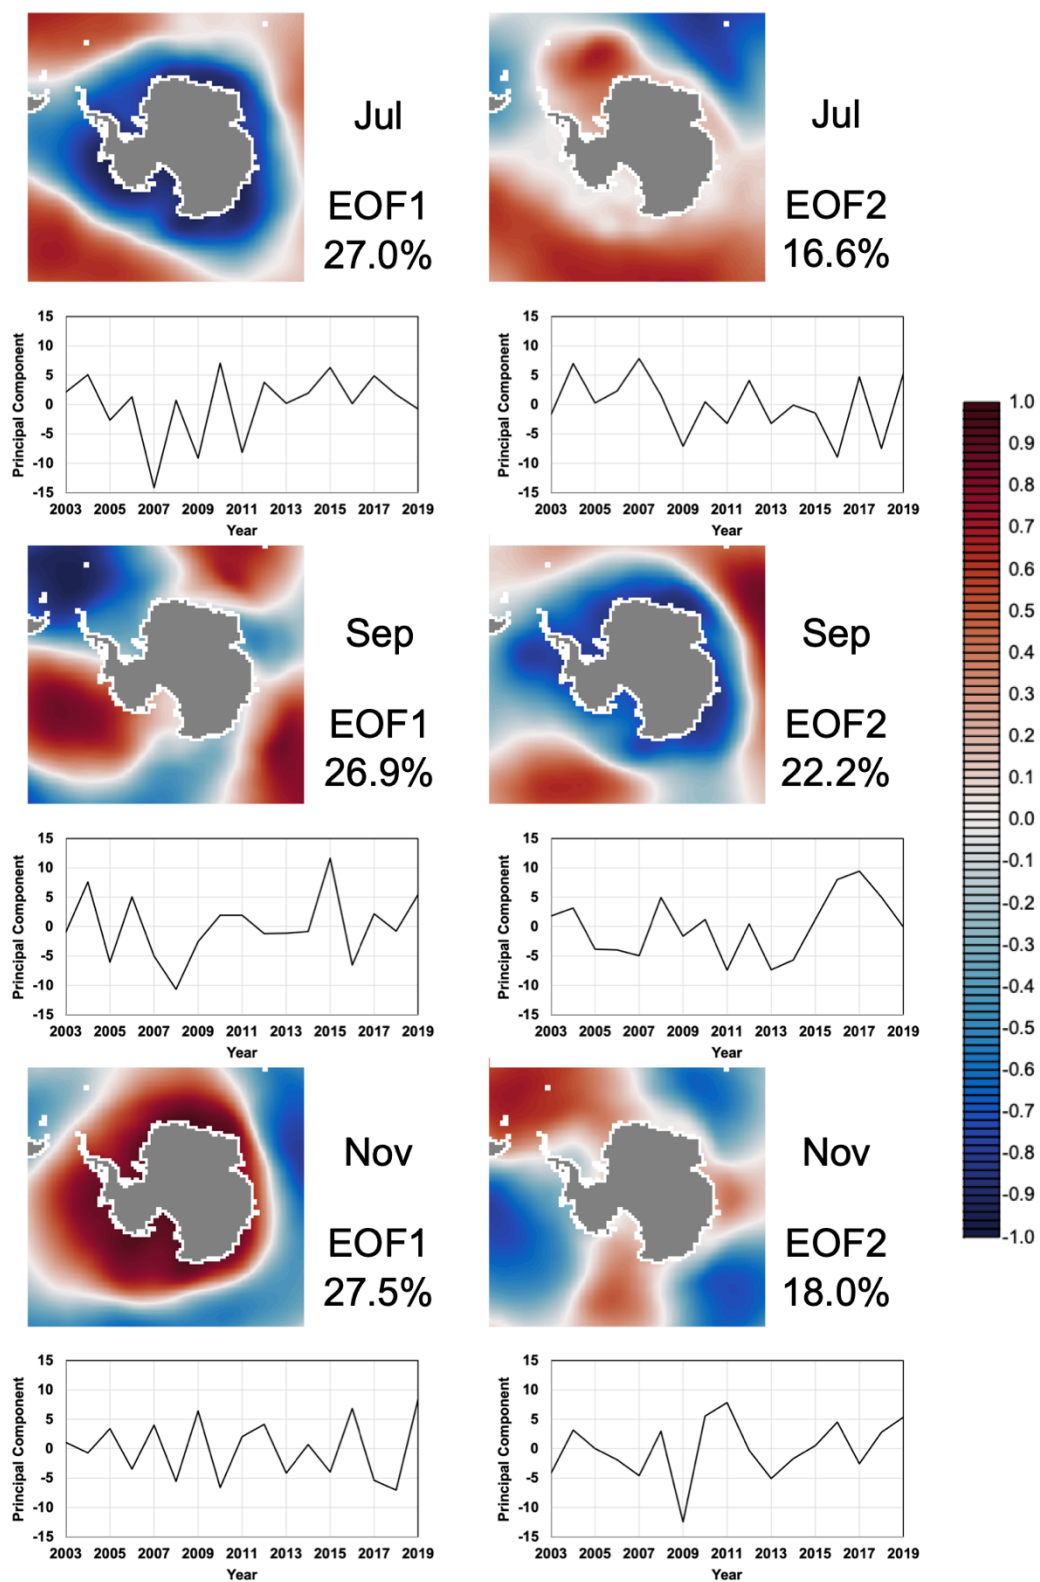 Jul
EOF1
27.0%
Jul
EOF2
16.6%
15
10
5
0
-5
-10
-15
Principal Component
2003 2005 2007 2009 2011 2013 2015 2017 2019
Year
15
10
5
0
-5
-10
-15
Principal Component
2003 2005 2007 2009 2011 2013 2015 2017 2019
Year
Sep
EOF1
26.9%
Sep
EOF2
22.2%
15
10
5
0
-5
-10
-15
Principal Component
2003 2005 2007 2009 2011 2013 2015 2017 2019
Year
15
10
5
0
-5
-10
-15
Principal Component
2003 2005 2007 2009 2011 2013 2015 2017 2019
Year
Nov
EOF1
27.5%
Nov
EOF2
18.0%
15
10
5
0
-5
-10
-15
Principal Component
2003 2005 2007 2009 2011 2013 2015 2017 2019
Year
15
10
5
0
-5
-10
-15
Principal Component
2003 2005 2007 2009 2011 2013 2015 2017 2019
Year
1.0
0.9
0.8
0.7
0.6
0.5
0.4
0.3
0.2
0.1
0.0
-0.1
-0.2
-0.3
-0.4
-0.5
-0.6
-0.7
-0.8
-0.9
-1.0